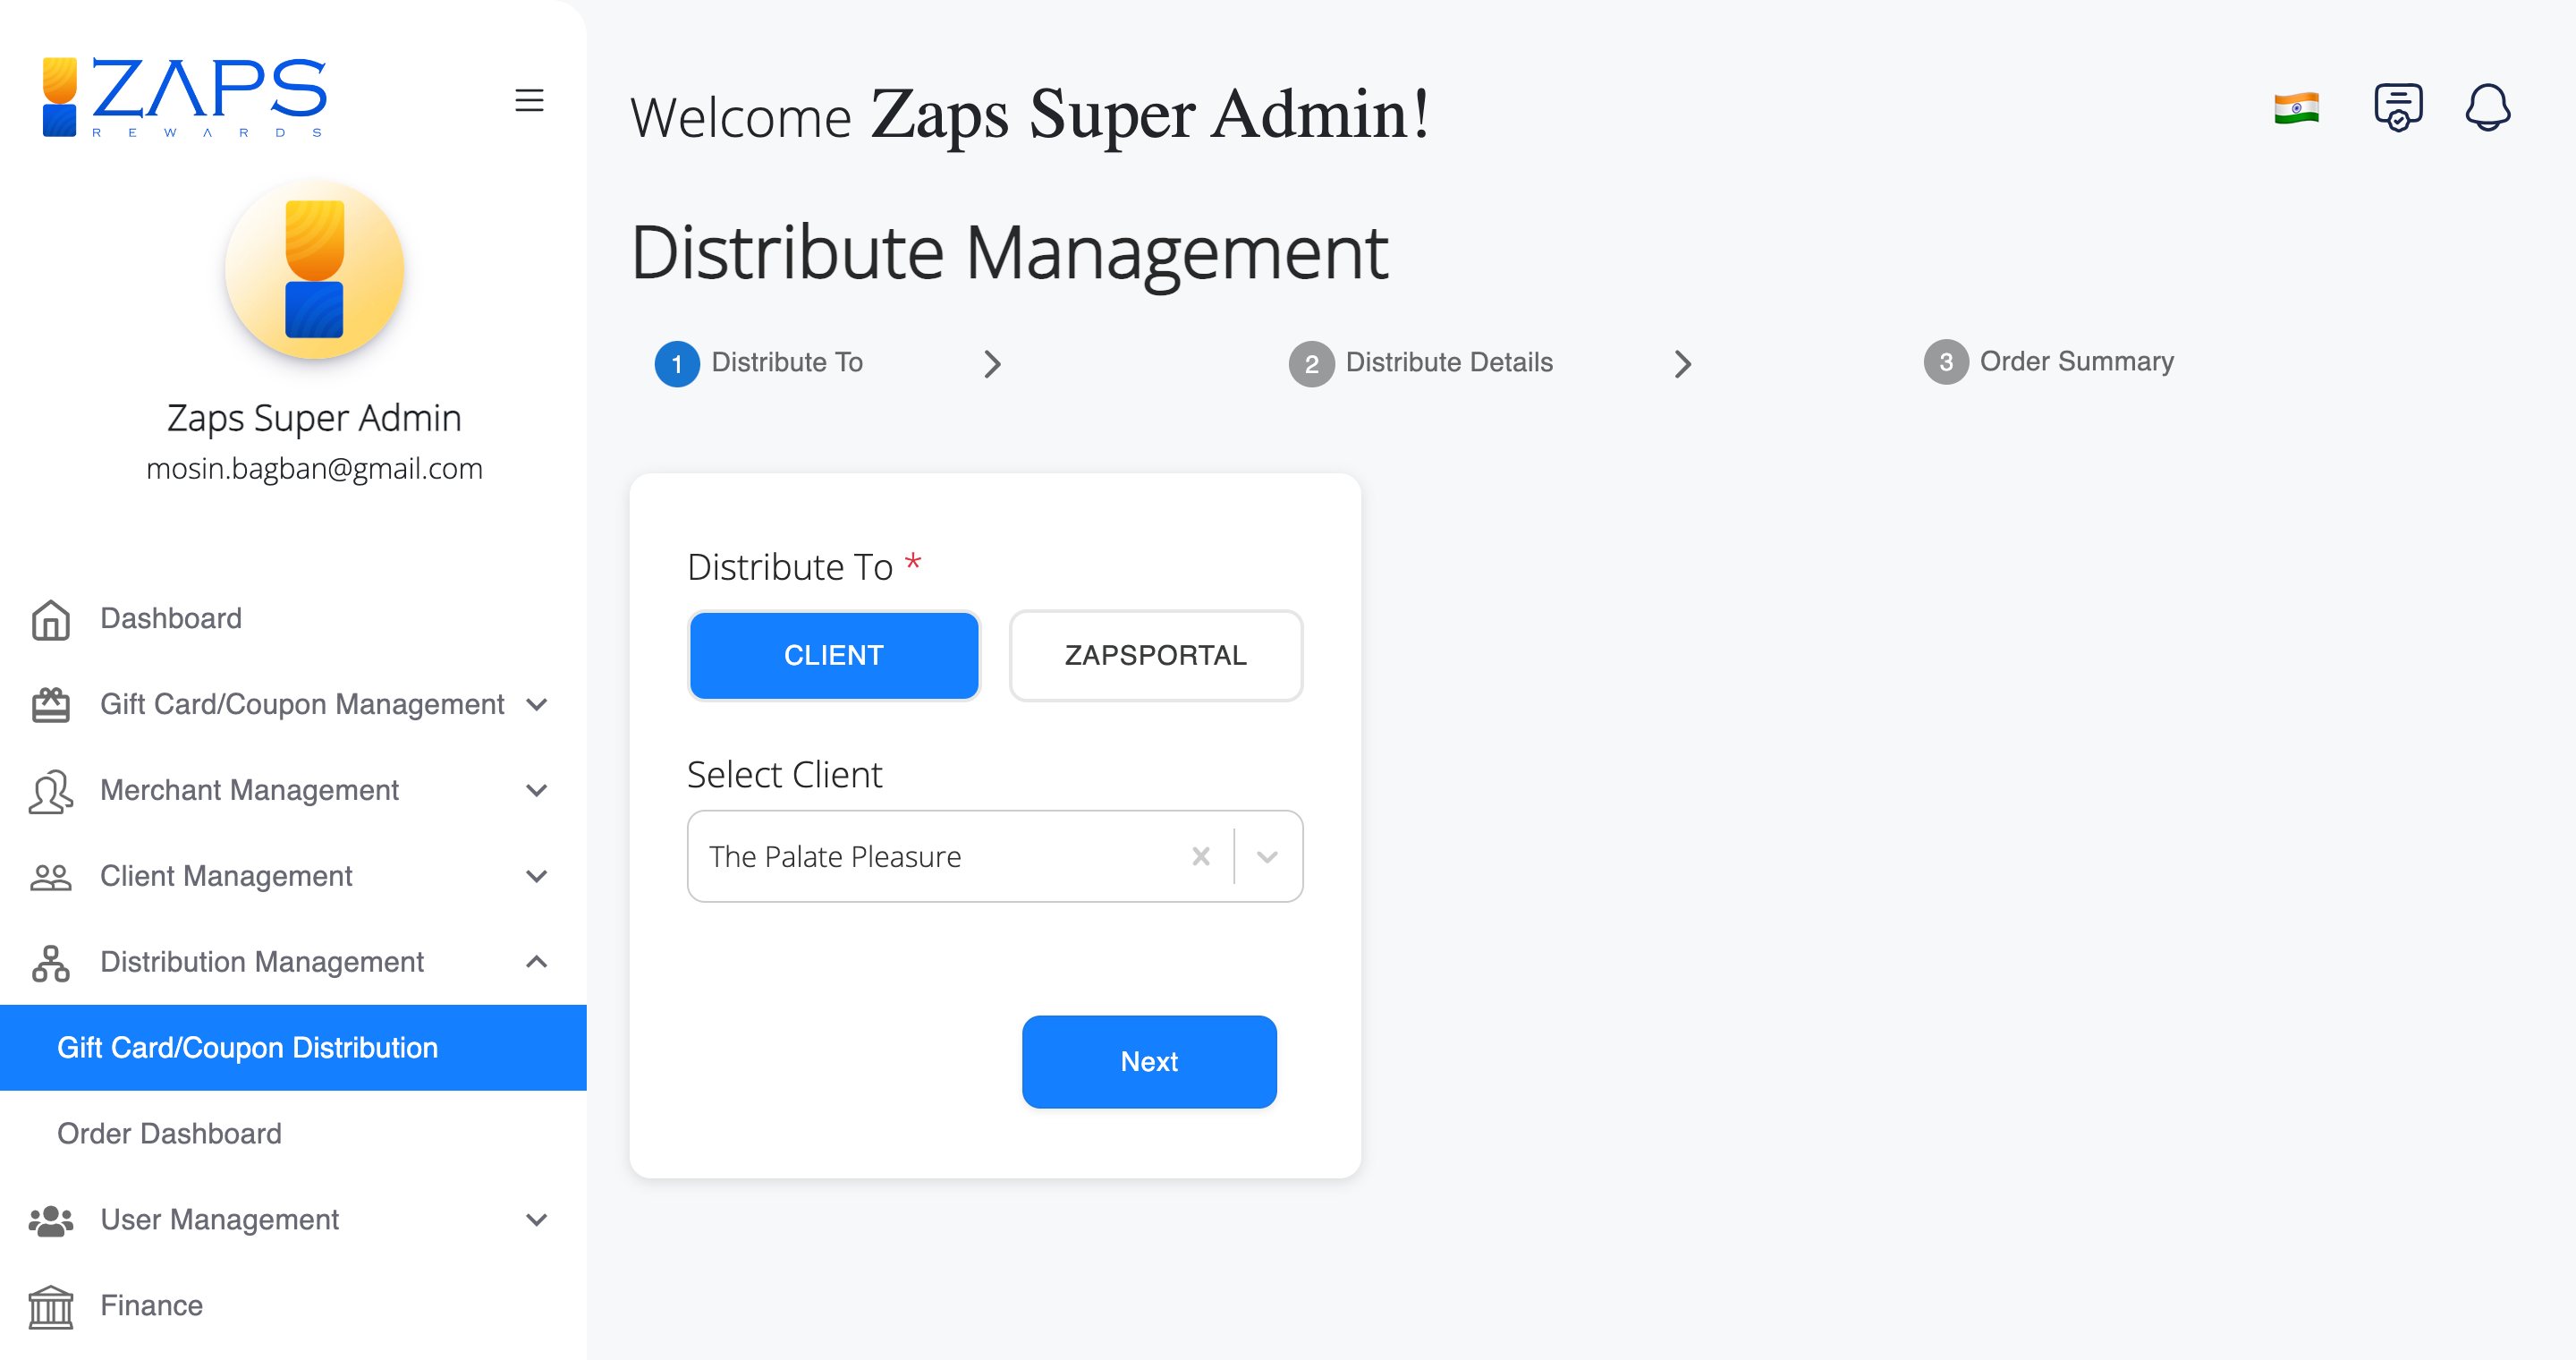 ZAPS
REWARDS
Zaps Super Admin
mosin.bagban@gmail.com
Dashboard
Gift Card/Coupon Management
Merchant Management
Client Management
Distribution Management
Gift Card/Coupon Distribution
Order Dashboard
User Management
Finance
Welcome Zaps Super Admin!
Distribute Management
1 Distribute To
2 Distribute Details
3 Order Summary
Distribute To *
CLIENT
ZAPSPORTAL
Select Client
The Palate Pleasure
Next